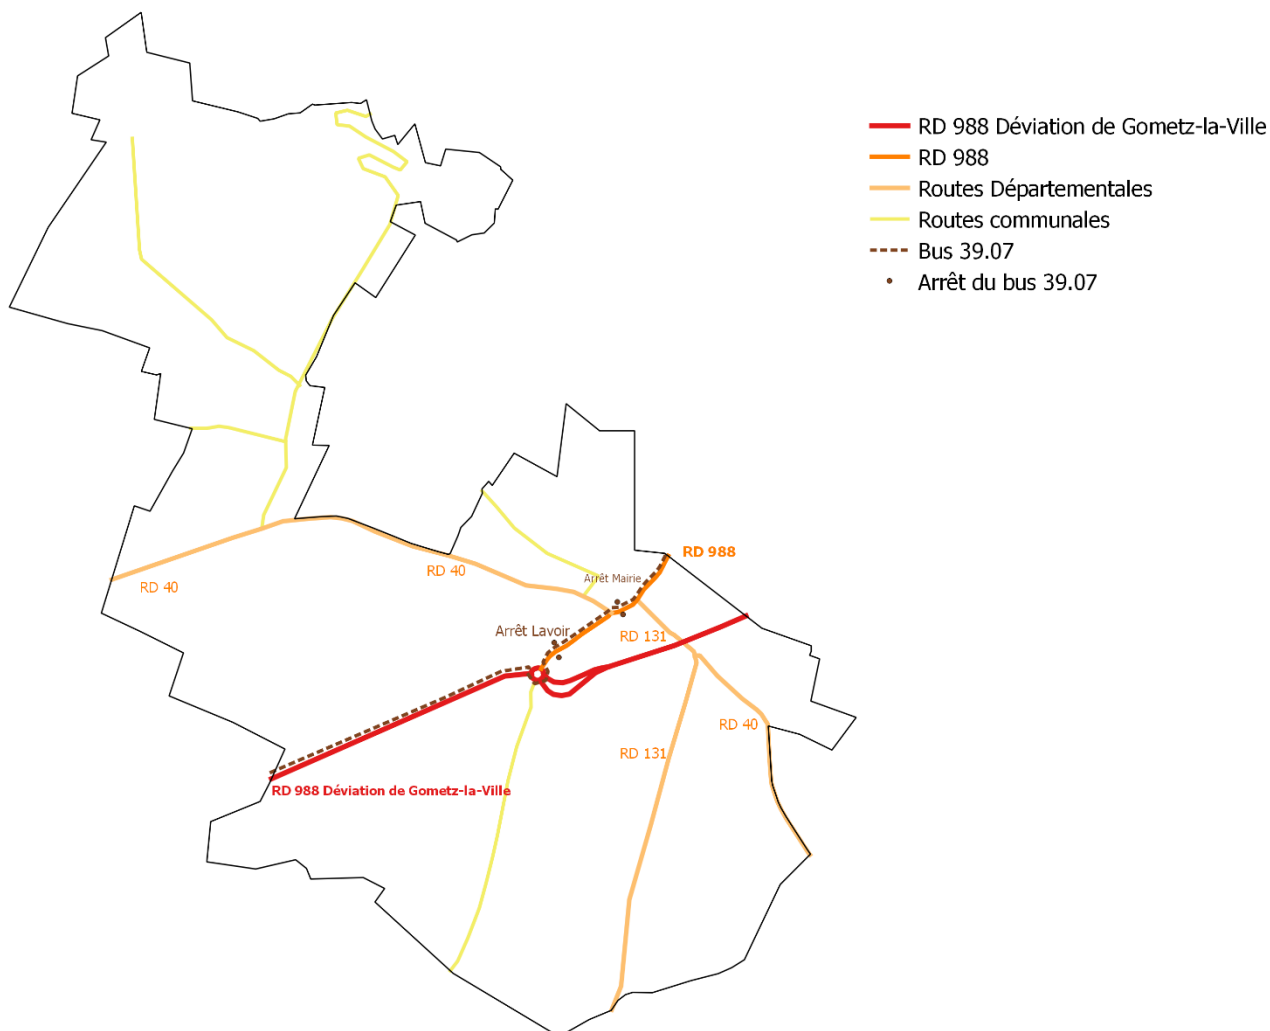 RD 988 Déviation de Gometz-la-Ville
RD 988
Routes Départementales
Routes communales
Bus 39.07
Arrêt du bus 39.07
RD 988
RD 40
RD 40
Arrêt Mairie
Arrêt Lavoir
RD 131
RD 40
RD 131
RD 988 Déviation de Gometz-la-Ville